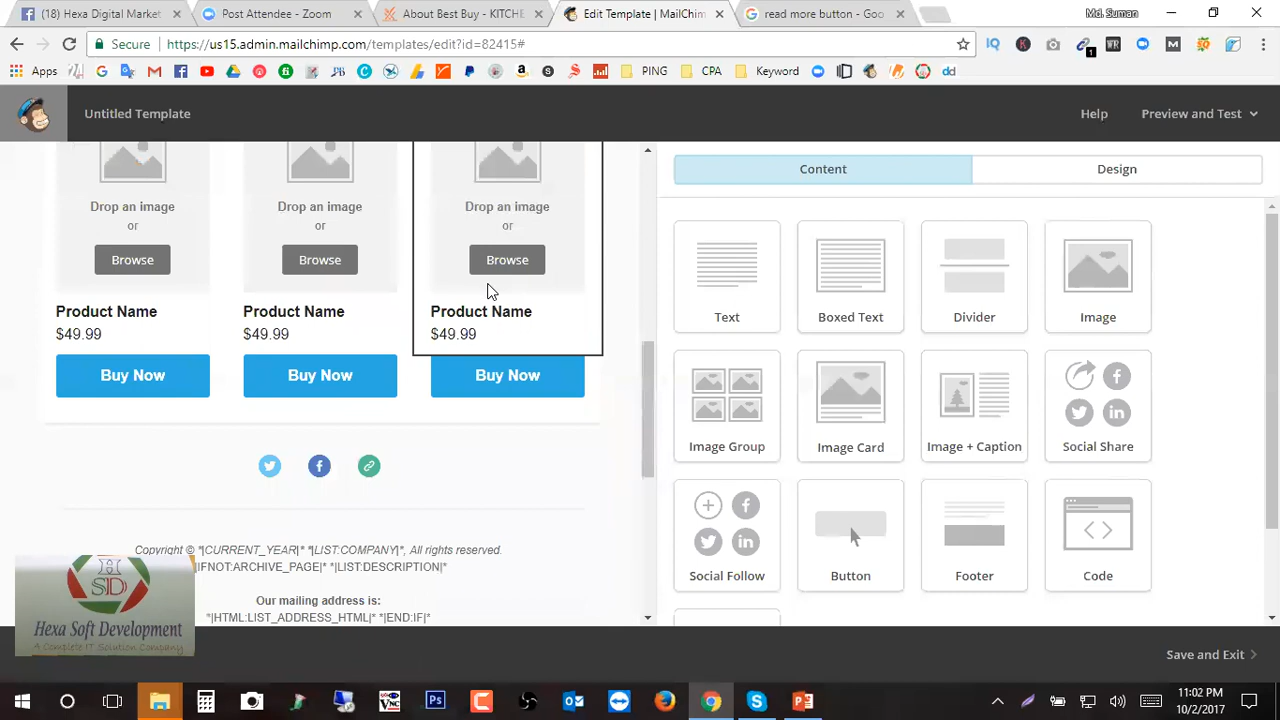 (18) Hexa Digital Market
Post Attendee - Zoom
About Best Buy - KITCHE
Edit Template | MailChim
read more button - Goo
Md. Suman
Secure
https://us15.admin.mailchimp.com/templates/edit?id=82415#
Apps
PING
CPA
Keyword
Untitled Template
Help
Preview and Test
Content
Design
Drop an image
or
Browse
Product Name
$49.99
Buy Now
Drop an image
or
Browse
Product Name
$49.99
Buy Now
Drop an image
or
Browse
Product Name
$49.99
Buy Now
Text
Boxed Text
Divider
Image
Image Group
Image Card
Image + Caption
Social Share
Social Follow
Button
Footer
Code
Copyright © *|CURRENT_YEAR|* *|LIST:COMPANY|*, All rights reserved.
IFNOT:ARCHIVE_PAGE|* *|LIST:DESCRIPTION|*
Our mailing address is:
*|HTML:LIST_ADDRESS_HTML|* *|END:IF|*
HSD
Hexa Soft Development
A Complete IT Solution Company
Save and Exit
11:02 PM
10/2/2017